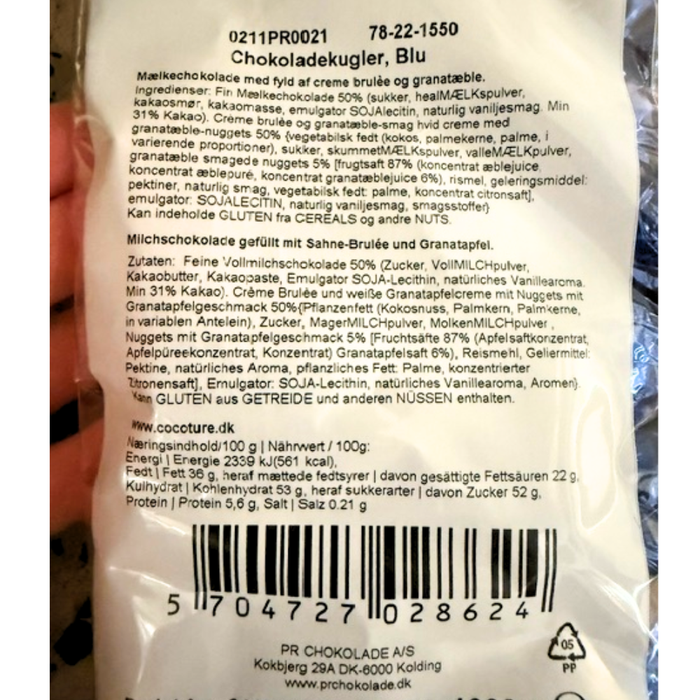 0211PR0021 78-22-1550
Chokoladekugler, Blu
Mælkechokolade med fyld af creme brulèe og granatæble.
Ingredienser: Fin Mælkechokolade 50% (sukker, heälMÆLKspulver,
kakaosmør, kakaomasse, emulgator SOJAlecitin, naturlig vaniljesmag. Min
31% Kakao). Crème brulée og granatæble-smag hvid creme med
granatæble-nuggets 50% {vegetabilsk fedt (kokos, palmekerne, palme, i
varierende proportioner), sukker, skummetMÆLKspulver, valleMÆLKpulver,
granatæble smagede nuggets 5% [frugtsaft 87% (koncentrat æblejuice,
koncentrat æblepuré, koncentrat granatæblejuice 6%), rismel, geleringsmiddel:
pektiner, naturlig smag, vegetabilsk fedt: palme, koncentrat citronsaft],
emulgator: SOJALECITIN, naturlig vaniljesmag, smagsstoffer}
Kan indeholde GLUTEN fra CEREALS og andre NUTS.
Milchschokolade gefüllt mit Sahne-Brulée und Granatapfel.
Zutaten: Feine Vollmilchschokolade 50% (Zucker, VollMILCHpulver,
Kakaobutter, Kakaopaste, Emulgator SOJA-Lecithin, natürliches Vanillearoma.
Min 31% Kakao). Crème Brulée und weiße Granatapfelcreme mit Nuggets mit
Granatapfelgeschmack 50%{Pflanzenfett (Kokosnuss, Palmkern, Palmkerne,
in variablen Antelein), Zucker, MagerMILCHpulver, MolkenMILCHpulver ,
Nuggets mit Granatapfelgeschmack 5% [Fruchtsäfte 87% (Apfelsaftkonzentrat,
Apfelpüreekonzentrat, Konzentrat) Granatapfelsaft 6%), Reismehl, Geliermittel:
Pektine, natürliches Aroma, pflanzliches Fett: Palme, konzentrierter
Zitronensaft], Emulgator: SOJA-Lecithin, natürliches Vanillearoma, Aromen}.
Kann GLUTEN aus GETREIDE und anderen NÜSSEN enthalten.
www.cocoture.dk
Næringsindhold/100 g | Nährwert / 100g:
Energi | Energie 2339 kJ(561 kcal),
Fedt | Fett 36 g, heraf mættede fedtsyrer | davon gesättigte Fettsäuren 22 g,
Kulhydrat | Kohlenhydrat 53 g, heraf sukkerarter | davon Zucker 52 g,
Protein | Protein 5,6 g, Salt | Salz 0.21 g
5 704727 028624
PR CHOKOLADE A/S
Kokbjerg 29A DK-6000 Kolding
www.prchokolade.dk
05
PP